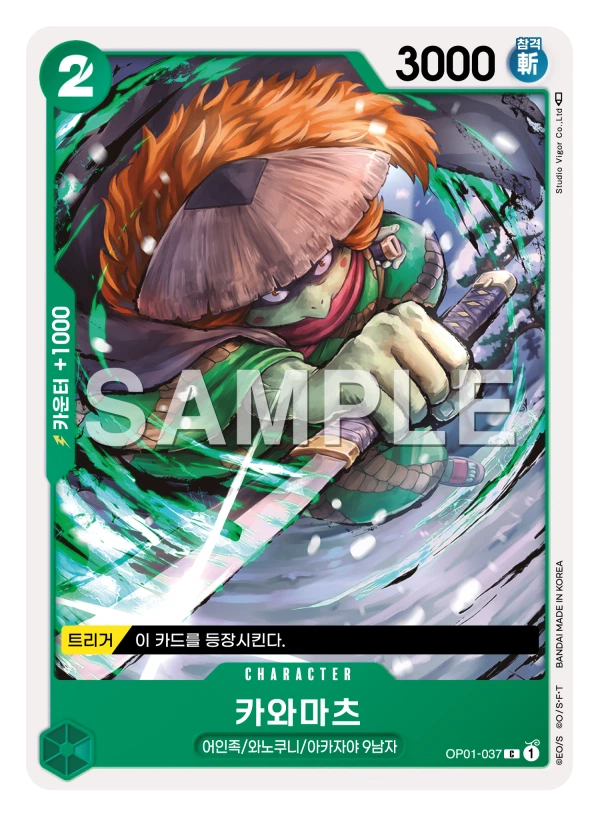 2
3000
참격
斬
Studio Vigor Co.,Ltd
⚡카운터 +1000
SAMPLE
트리거 이 카드를 등장시킨다.
CHARACTER
카와마츠
어인족/와노쿠니/아카자야 9남자
OP01-037 C 1
©EO/S ©O/S·F·T BANDAI MADE IN KOREA